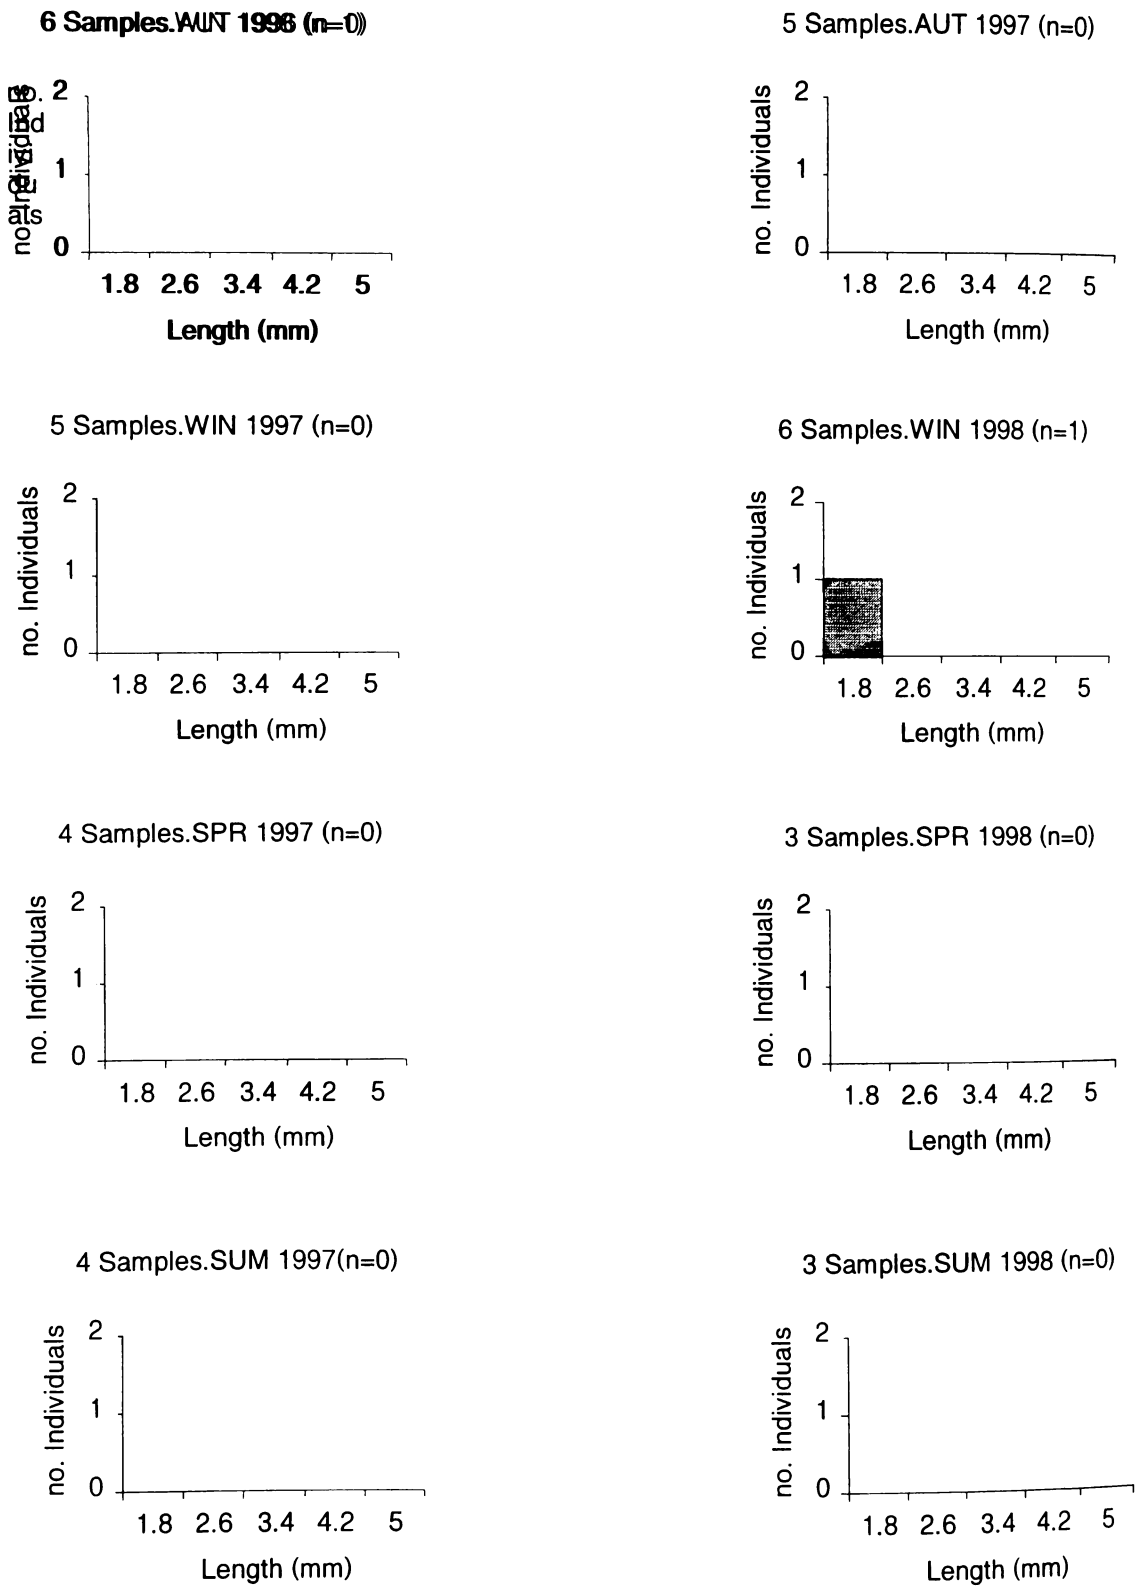 6 Samples. 1996
5 Samples.AUT 1997 (n=0)
no. Individuals
2
1
0
1.8 2.6 3.4 4.2 5
Length (mm)
no. Individuals
2
1
0
1.8 2.6 3.4 4.2 5
Length (mm)
5 Samples.WIN 1997 (n=0)
6 Samples.WIN 1998 (n=1)
no. Individuals
2
1
0
1.8 2.6 3.4 4.2 5
Length (mm)
no. Individuals
2
1
0
1.8 2.6 3.4 4.2 5
Length (mm)
4 Samples.SPR 1997 (n=0)
3 Samples.SPR 1998 (n=0)
no. Individuals
2
1
0
1.8 2.6 3.4 4.2 5
Length (mm)
no. Individuals
2
1
0
1.8 2.6 3.4 4.2 5
Length (mm)
4 Samples.SUM 1997(n=0)
3 Samples.SUM 1998 (n=0)
no. Individuals
2
1
0
1.8 2.6 3.4 4.2 5
Length (mm)
no. Individuals
2
1
0
1.8 2.6 3.4 4.2 5
Length (mm)